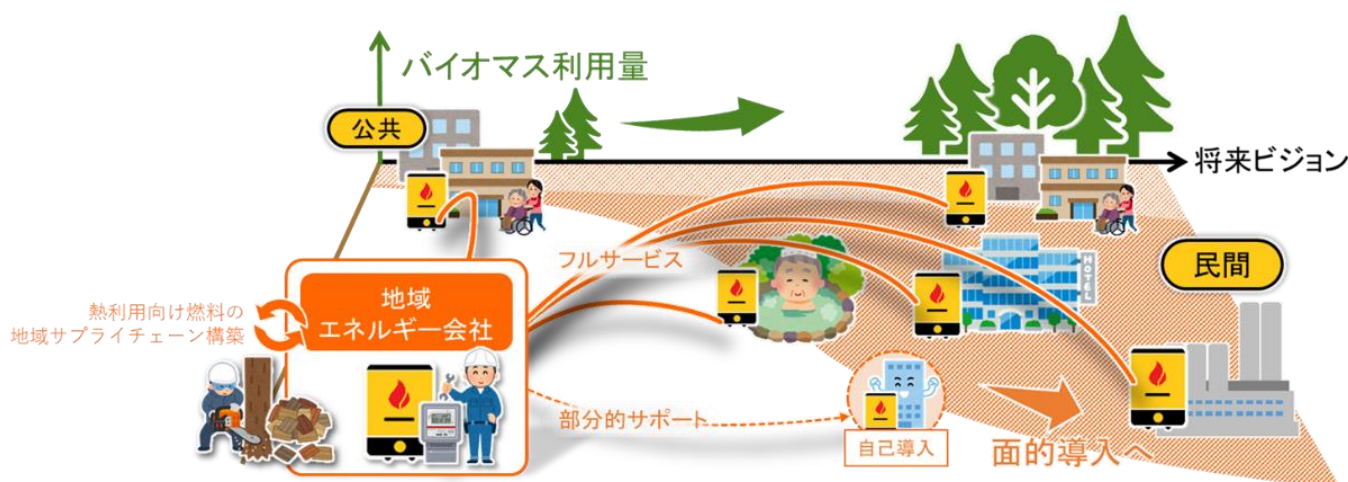 バイオマス利用量
公共
将来ビジョン
フルサービス
民間
HOTEL
地域
エネルギー会社
熱利用向け燃料の
地域サプライチェーン構築
部分的サポート
自己導入
面的導入へ